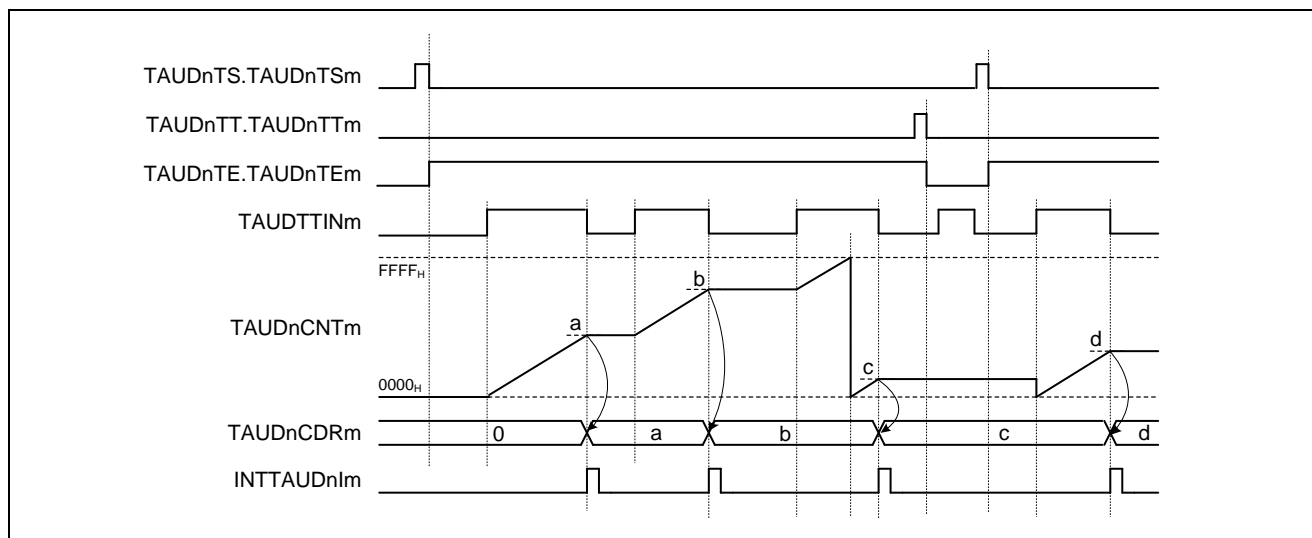 TAUDnTS.TAUDnTSm
TAUDnTT.TAUDnTTm
TAUDnTE.TAUDnTEm
TAUDTTINm
FFFFH
b
TAUDnCNTm
a
d
c
0000H
TAUDnCDRm
0
a
b
c
d
INTTAUDnIm